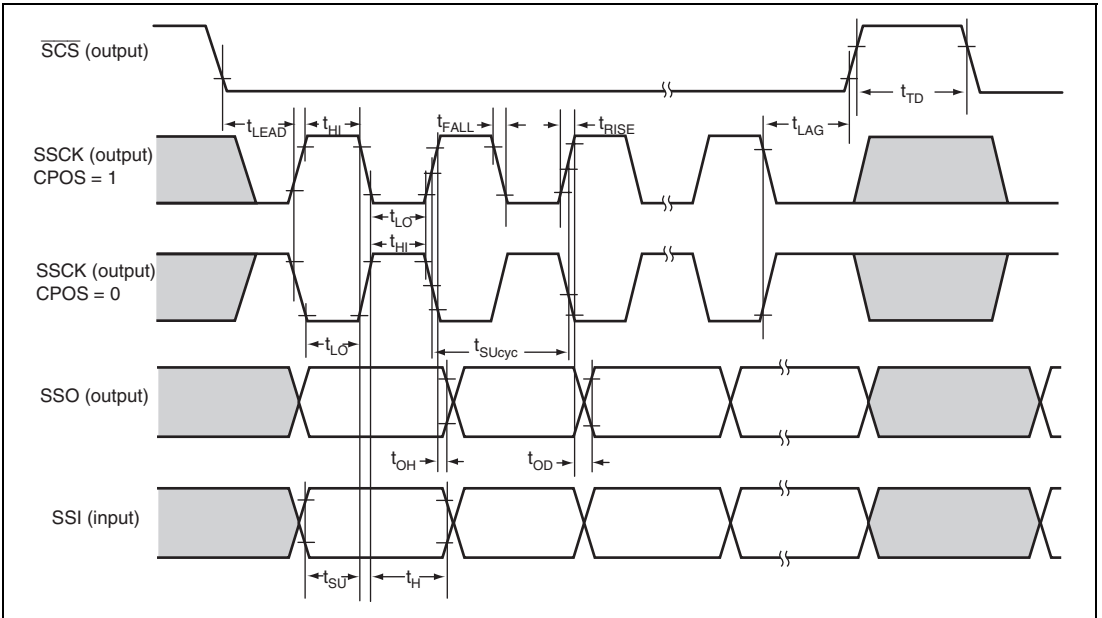 SCS (output)
tTD
tLEAD
tHI
tFALL
tRISE
tLAG
SSCK (output)
CPOS = 1
tLO
tHI
SSCK (output)
CPOS = 0
tLO
tSUcyc
SSO (output)
tOH
tOD
SSI (input)
tSU
tH